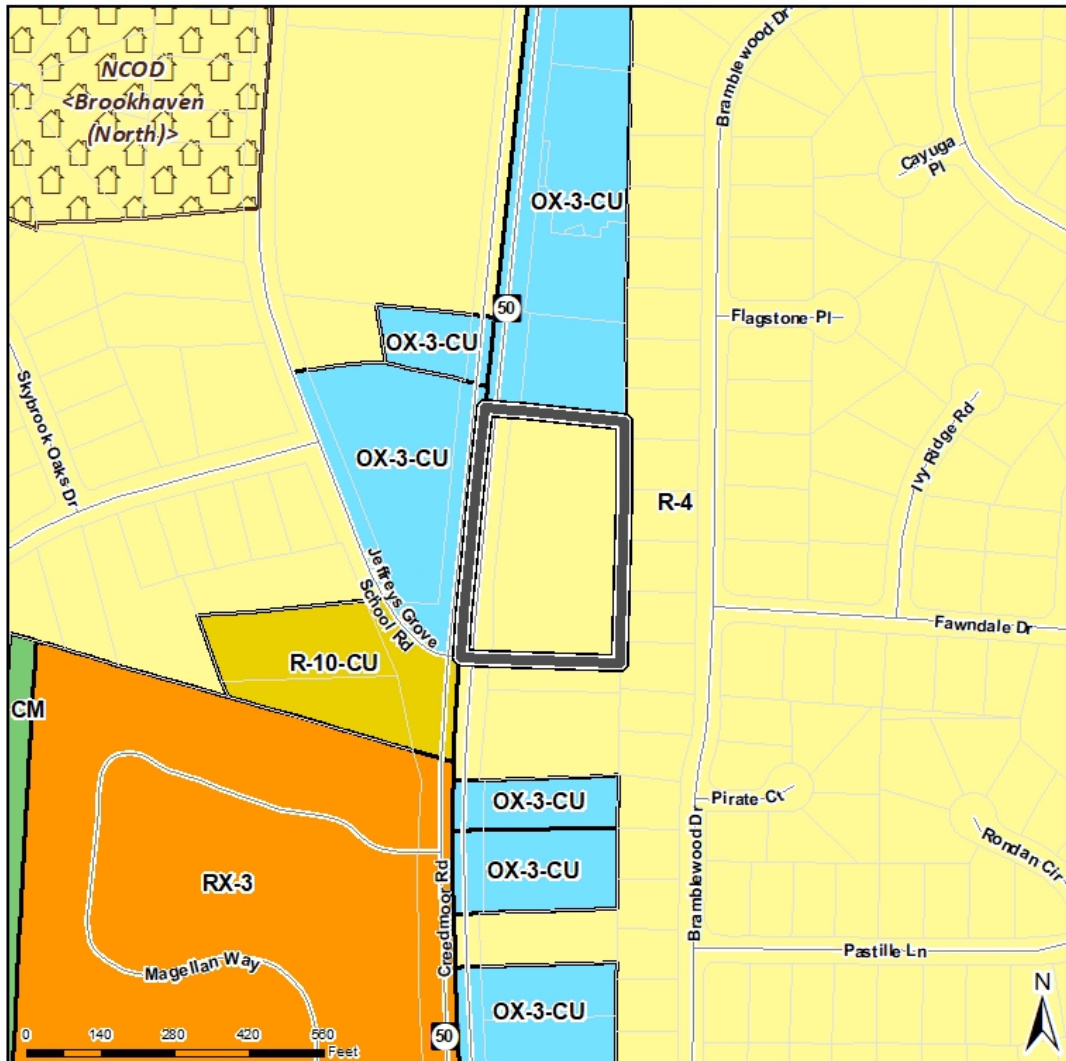 NCOD
<Brookhaven
(North)>
Bramblewood Dr
Cayuga
Pl
OX-3-CU
50
Flagstone Pl
OX-3-CU
Skybrook Oaks Dr
Ivy Ridge Rd
OX-3-CU
R-4
Jeffreys Grove
School Rd
Fawndale Dr
R-10-CU
CM
OX-3-CU
Pirate Ct
Rondan Cir
OX-3-CU
RX-3
Creedmoor Rd
Bramblewood Dr
Pastille Ln
Magellan Way
OX-3-CU
N
50
0 140 280 420 560
Feet